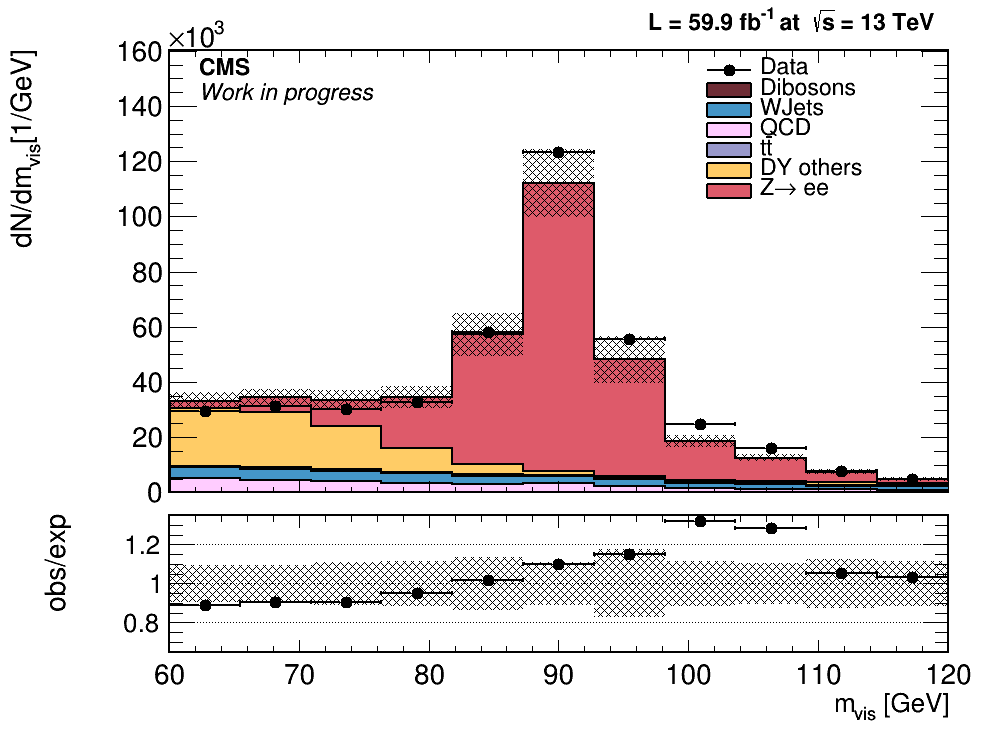 L = 59.9 fb⁻¹ at √s = 13 TeV
×10³
CMS
Work in progress
Data
Dibosons
WJets
QCD
tt̄
DY others
Z→ ee
dN/dm_vis[1/GeV]
160
140
120
100
80
60
40
20
0
obs/exp
1.2
1
0.8
60 70 80 90 100 110 120
m_vis [GeV]